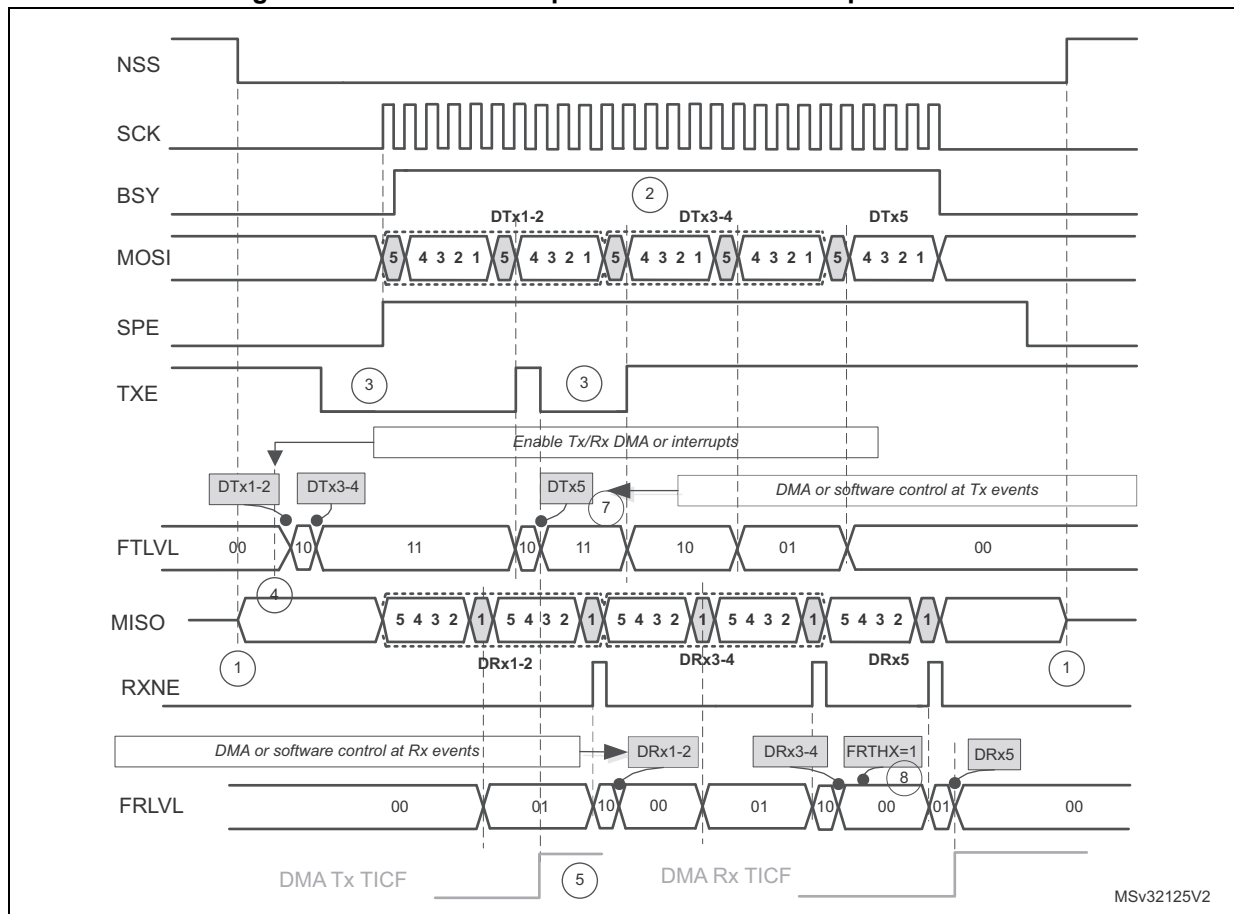 NSS
SCK
BSY
2
DTx1-2 DTx3-4 DTx5
MOSI 5 4 3 2 1 5 4 3 2 1 5 4 3 2 1 5 4 3 2 1 5 4 3 2 1
SPE
TXE 3 3
Enable Tx/Rx DMA or interrupts
DTx1-2 DTx3-4 DTx5 DMA or software control at Tx events
7
FTLVL 00 10 11 10 11 10 01 00
4
MISO 5 4 3 2 1 5 4 3 2 1 5 4 3 2 1 5 4 3 2 1 5 4 3 2 1
1 DRx1-2 DRx3-4 DRx5 1
RXNE
DMA or software control at Rx events DRx1-2 DRx3-4 FRTHX=1 DRx5
8
FRLVL 00 01 10 00 01 10 00 01 00
DMA Tx TICF 5 DMA Rx TICF
MSv32125V2